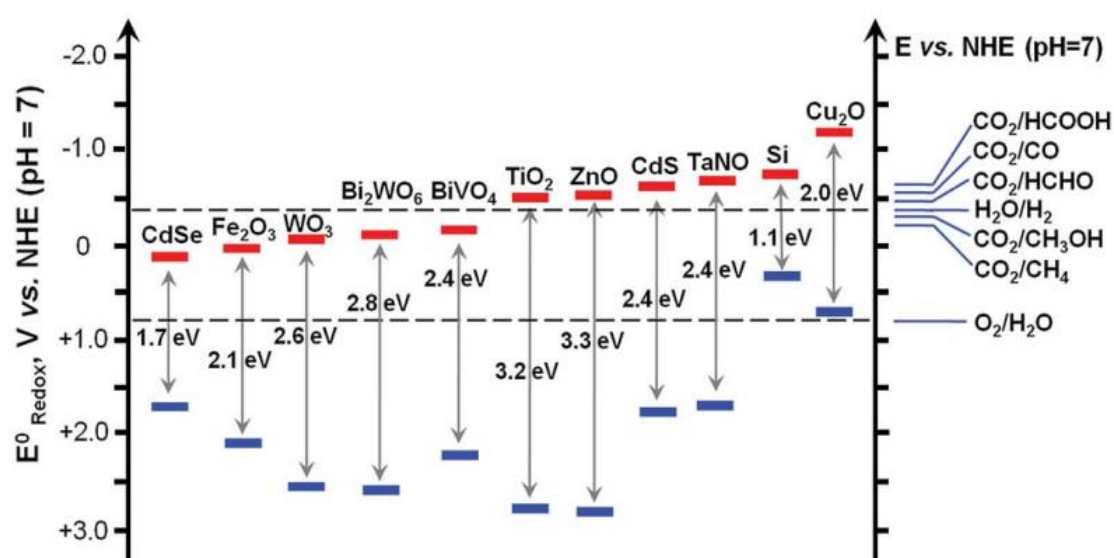 E⁰Redox, V vs. NHE (pH = 7)
-2.0
-1.0
0
+1.0
+2.0
+3.0
CdSe
Fe₂O₃
WO₃
Bi₂WO₆
BiVO₄
TiO₂
ZnO
CdS
TaNO
Si
Cu₂O
1.7 eV
2.1 eV
2.6 eV
2.8 eV
2.4 eV
3.2 eV
3.3 eV
2.4 eV
2.4 eV
1.1 eV
2.0 eV
E vs. NHE (pH=7)
CO₂/HCOOH
CO₂/CO
CO₂/HCHO
H₂O/H₂
CO₂/CH₃OH
CO₂/CH₄
O₂/H₂O